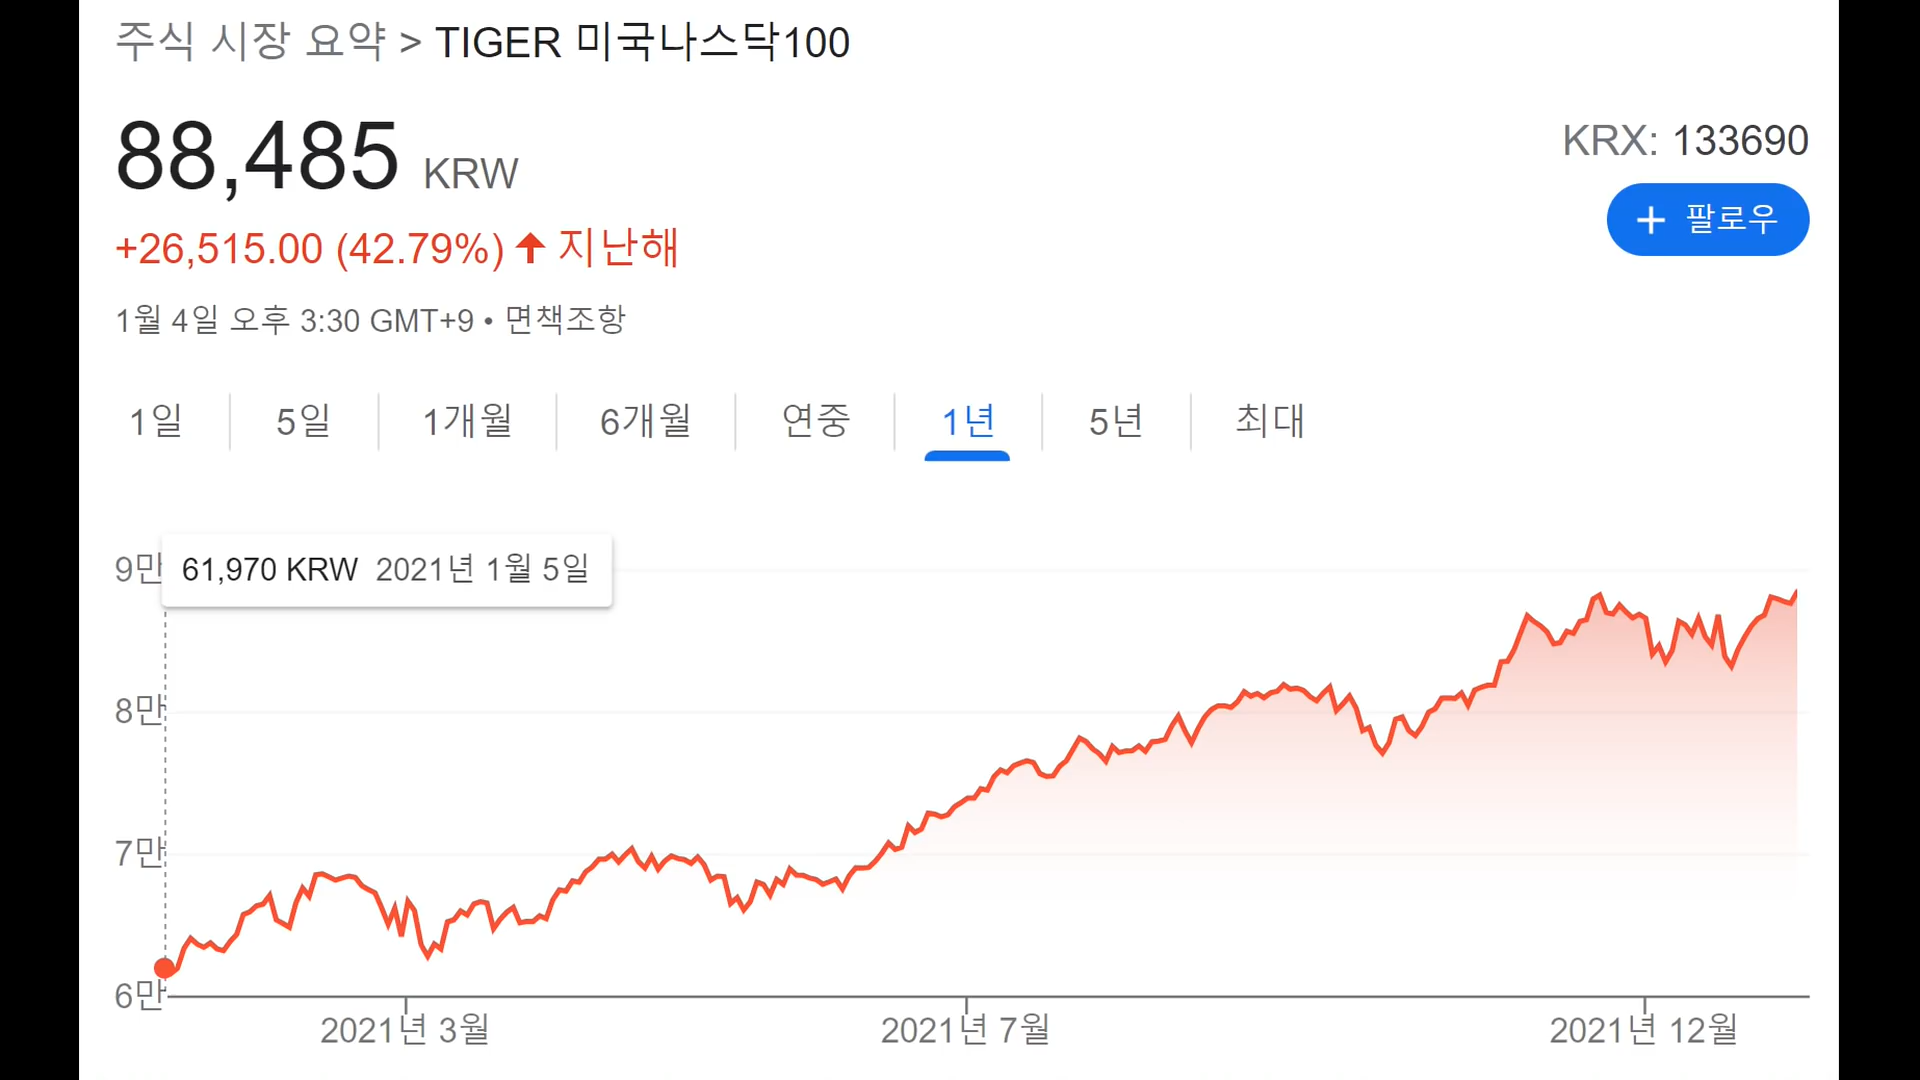 주식 시장 요약 > TIGER 미국나스닥100
88,485 KRW
KRX: 133690
+ 팔로우
+26,515.00 (42.79%) ↑ 지난해
1월 4일 오후 3:30 GMT+9 • 면책조항
1일 5일 1개월 6개월 연중 1년 5년 최대
61,970 KRW 2021년 1월 5일
9만
8만
7만
6만
2021년 3월 2021년 7월 2021년 12월